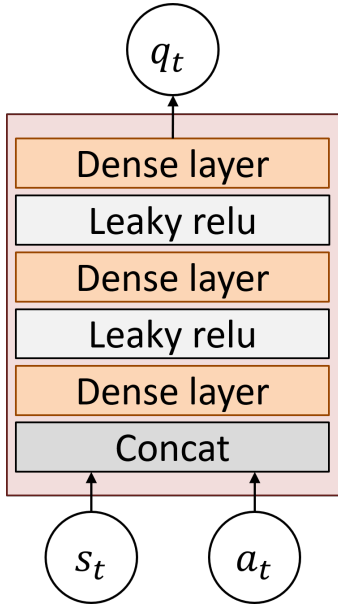 q_t
Dense layer
Leaky relu
Dense layer
Leaky relu
Dense layer
Concat
s_t a_t